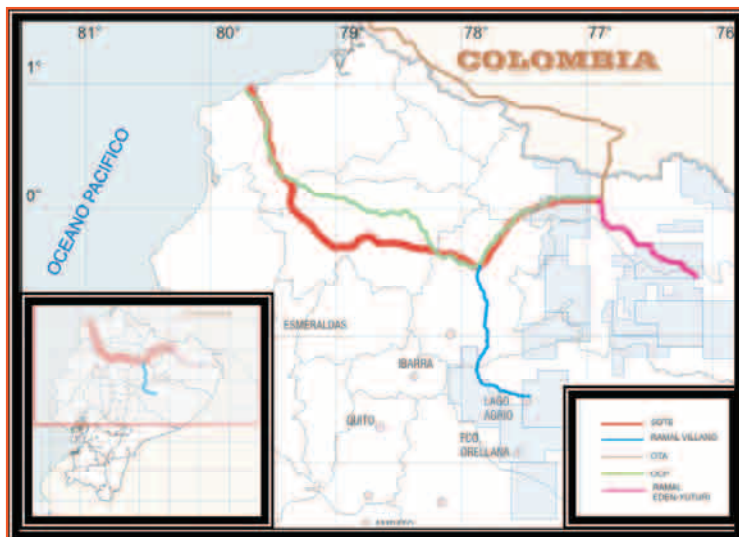 81°
80°
79°
78°
77°
76
COLOMBIA
1°
0°
OCEANO PACIFICO
ESMERALDAS
IBARRA
LAGO
AGRIO
QUITO
FCO.
ORELLANA
SOTE
RAMAL VILLANO
OTA
OCP
RAMAL
EDEN-YUTURI